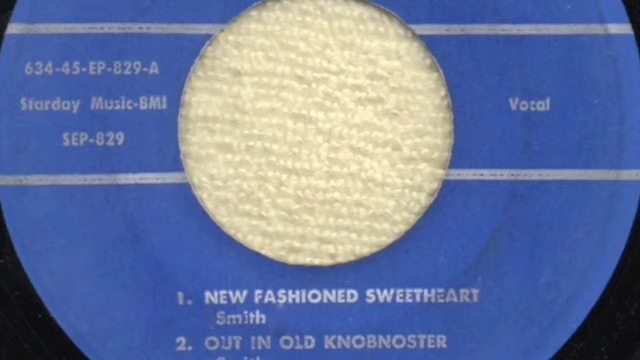 634-45-EP-829-A
Starday Music-BMI
SEP-829
Vocal
1. NEW FASHIONED SWEETHEART
Smith
2. OUT IN OLD KNOBNOSTER
Smith